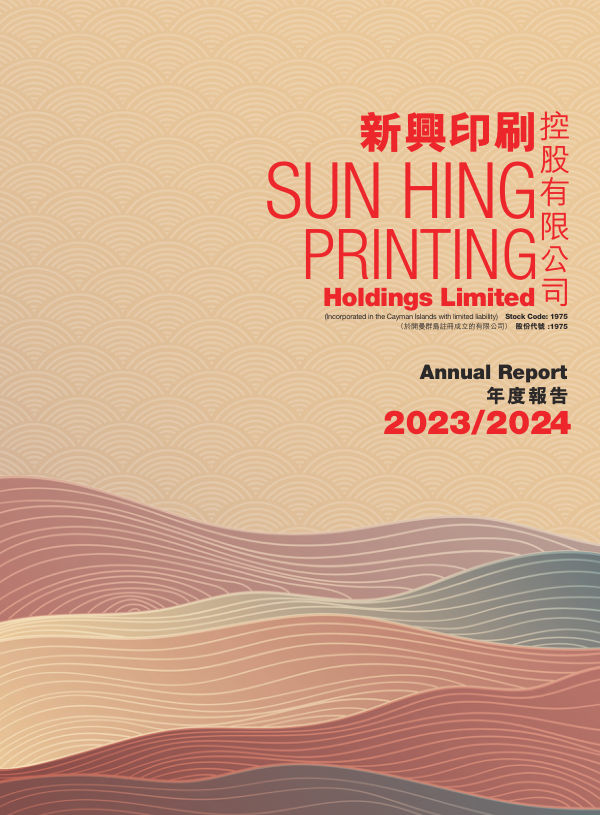 新興印刷
控股有限公司
SUN HING
PRINTING
Holdings Limited
(Incorporated in the Cayman Islands with limited liability) Stock Code: 1975
（於開曼群島註冊成立的有限公司） 股份代號 :1975
Annual Report
年度報告
2023/2024